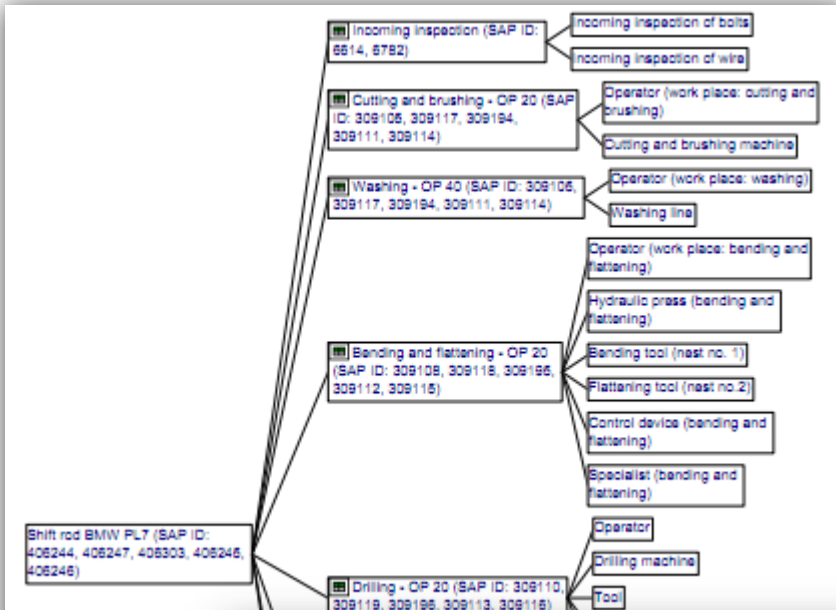 Incoming inspection (SAP ID:
6614, 6782)
Incoming inspection of bolts
Incoming inspection of wire
Cutting and brushing - OP 20 (SAP
ID: 309105, 309117, 309194,
309111, 309114)
Operator (work place: cutting and
brushing)
Cutting and brushing machine
Washing - OP 40 (SAP ID: 309106,
309117, 309194, 309111, 309114)
Operator (work place: washing)
Washing line
Bending and flattening - OP 20
(SAP ID: 309108, 309118, 309195,
309112, 309115)
Operator (work place: bending and
flattening)
Hydraulic press (bending and
flattening)
Bending tool (nest no. 1)
Flattening tool (nest no.2)
Control device (bending and
flattening)
Specialist (bending and
flattening)
Shift rod BMW PL7 (SAP ID:
406244, 406247, 406303, 406245,
406246)
Drilling - OP 20 (SAP ID: 309110,
309119, 309196, 309113, 309116)
Operator
Drilling machine
Tool